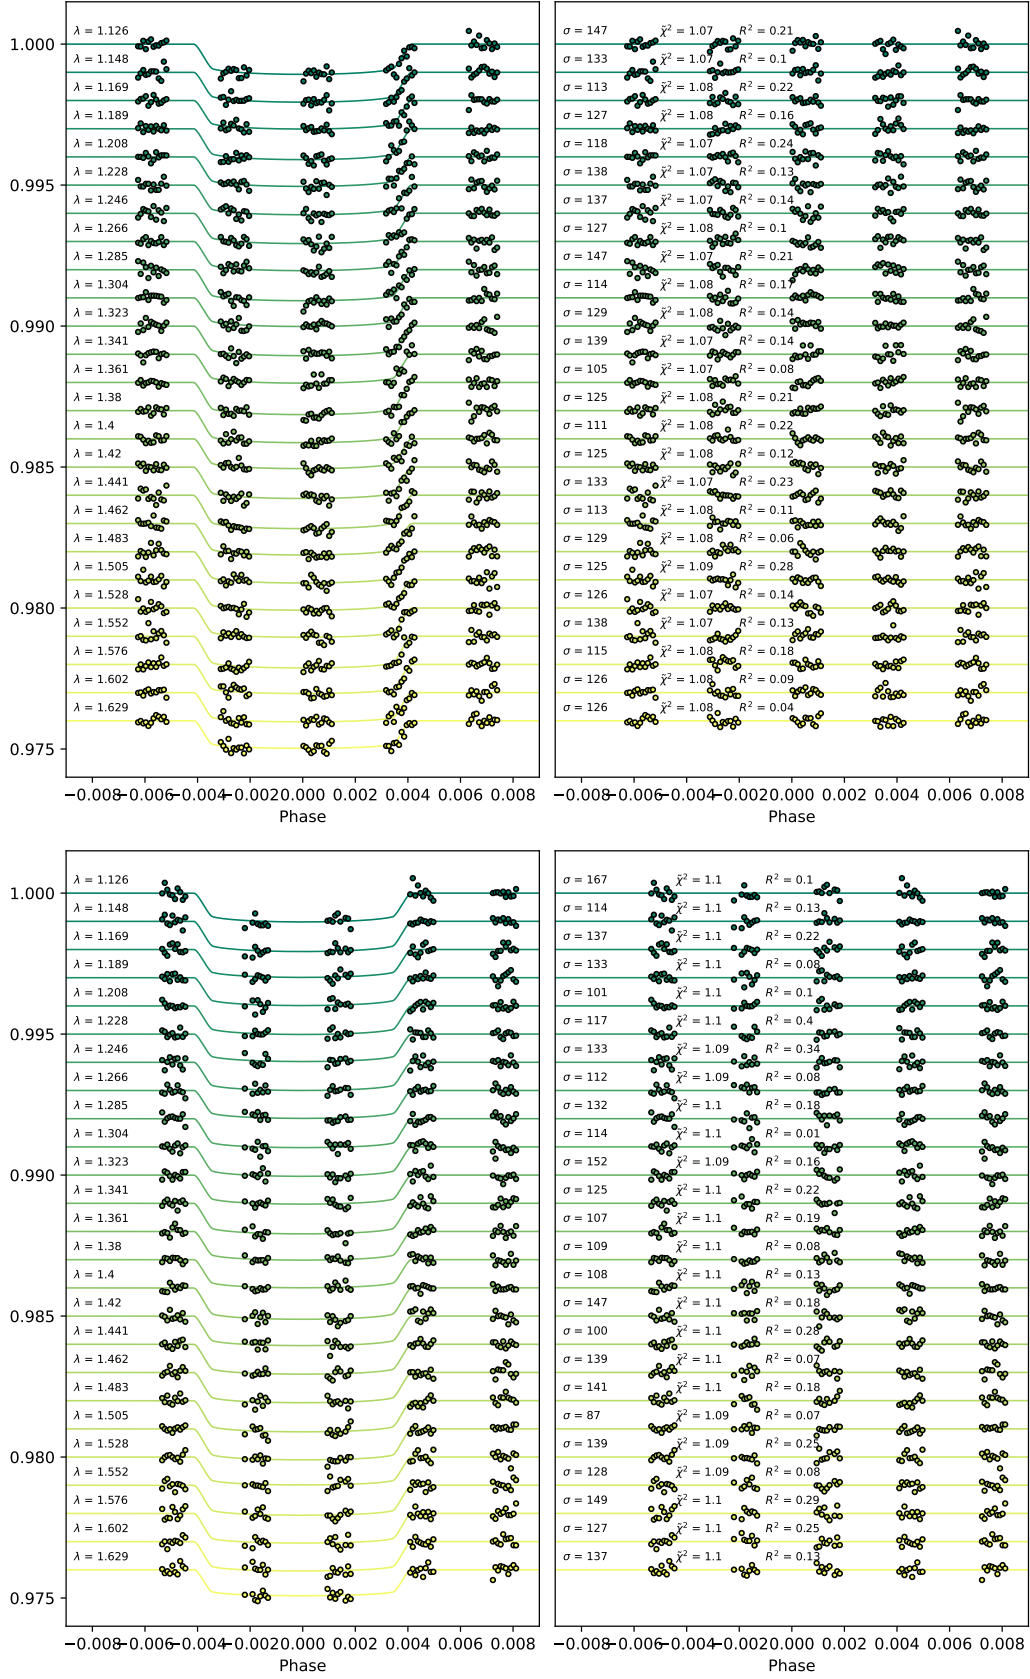 λ = 1.126 σ = 147 χ̃² = 1.07 R² = 0.21
1.000
λ = 1.148 σ = 133 χ̃² = 1.07 R² = 0.1
λ = 1.169 σ = 113 χ̃² = 1.08 R² = 0.22
λ = 1.189 σ = 127 χ̃² = 1.08 R² = 0.16
λ = 1.208 σ = 118 χ̃² = 1.07 R² = 0.24
0.995
λ = 1.228 σ = 138 χ̃² = 1.07 R² = 0.13
λ = 1.246 σ = 137 χ̃² = 1.07 R² = 0.14
λ = 1.266 σ = 127 χ̃² = 1.08 R² = 0.1
λ = 1.285 σ = 147 χ̃² = 1.07 R² = 0.21
λ = 1.304 σ = 114 χ̃² = 1.08 R² = 0.17
0.990
λ = 1.323 σ = 129 χ̃² = 1.08 R² = 0.14
λ = 1.341 σ = 139 χ̃² = 1.07 R² = 0.14
λ = 1.361 σ = 105 χ̃² = 1.07 R² = 0.08
λ = 1.38 σ = 125 χ̃² = 1.08 R² = 0.21
λ = 1.4 σ = 111 χ̃² = 1.08 R² = 0.22
0.985
λ = 1.42 σ = 125 χ̃² = 1.08 R² = 0.12
λ = 1.441 σ = 133 χ̃² = 1.07 R² = 0.23
λ = 1.462 σ = 113 χ̃² = 1.08 R² = 0.11
λ = 1.483 σ = 129 χ̃² = 1.08 R² = 0.06
λ = 1.505 σ = 125 χ̃² = 1.09 R² = 0.28
0.980
λ = 1.528 σ = 126 χ̃² = 1.07 R² = 0.14
λ = 1.552 σ = 138 χ̃² = 1.07 R² = 0.13
λ = 1.576 σ = 115 χ̃² = 1.08 R² = 0.18
λ = 1.602 σ = 126 χ̃² = 1.08 R² = 0.09
λ = 1.629 σ = 126 χ̃² = 1.08 R² = 0.04
0.975
−0.008 −0.006 −0.004 −0.002 0.000 0.002 0.004 0.006 0.008 −0.008 −0.006 −0.004 −0.002 0.000 0.002 0.004 0.006 0.008
Phase Phase
λ = 1.126 σ = 167 χ̃² = 1.1 R² = 0.1
1.000
λ = 1.148 σ = 114 χ̃² = 1.1 R² = 0.13
λ = 1.169 σ = 137 χ̃² = 1.1 R² = 0.22
λ = 1.189 σ = 133 χ̃² = 1.1 R² = 0.08
λ = 1.208 σ = 101 χ̃² = 1.1 R² = 0.1
0.995
λ = 1.228 σ = 117 χ̃² = 1.1 R² = 0.4
λ = 1.246 σ = 133 χ̃² = 1.09 R² = 0.34
λ = 1.266 σ = 112 χ̃² = 1.09 R² = 0.08
λ = 1.285 σ = 132 χ̃² = 1.1 R² = 0.18
λ = 1.304 σ = 114 χ̃² = 1.1 R² = 0.01
0.990
λ = 1.323 σ = 152 χ̃² = 1.09 R² = 0.16
λ = 1.341 σ = 125 χ̃² = 1.1 R² = 0.22
λ = 1.361 σ = 107 χ̃² = 1.1 R² = 0.19
λ = 1.38 σ = 109 χ̃² = 1.1 R² = 0.08
λ = 1.4 σ = 108 χ̃² = 1.1 R² = 0.13
0.985
λ = 1.42 σ = 147 χ̃² = 1.1 R² = 0.18
λ = 1.441 σ = 100 χ̃² = 1.1 R² = 0.28
λ = 1.462 σ = 139 χ̃² = 1.1 R² = 0.07
λ = 1.483 σ = 141 χ̃² = 1.1 R² = 0.18
λ = 1.505 σ = 87 χ̃² = 1.09 R² = 0.07
0.980
λ = 1.528 σ = 139 χ̃² = 1.09 R² = 0.25
λ = 1.552 σ = 128 χ̃² = 1.09 R² = 0.08
λ = 1.576 σ = 149 χ̃² = 1.1 R² = 0.29
λ = 1.602 σ = 127 χ̃² = 1.1 R² = 0.25
λ = 1.629 σ = 137 χ̃² = 1.1 R² = 0.13
0.975
−0.008 −0.006 −0.004 −0.002 0.000 0.002 0.004 0.006 0.008 −0.008 −0.006 −0.004 −0.002 0.000 0.002 0.004 0.006 0.008
Phase Phase